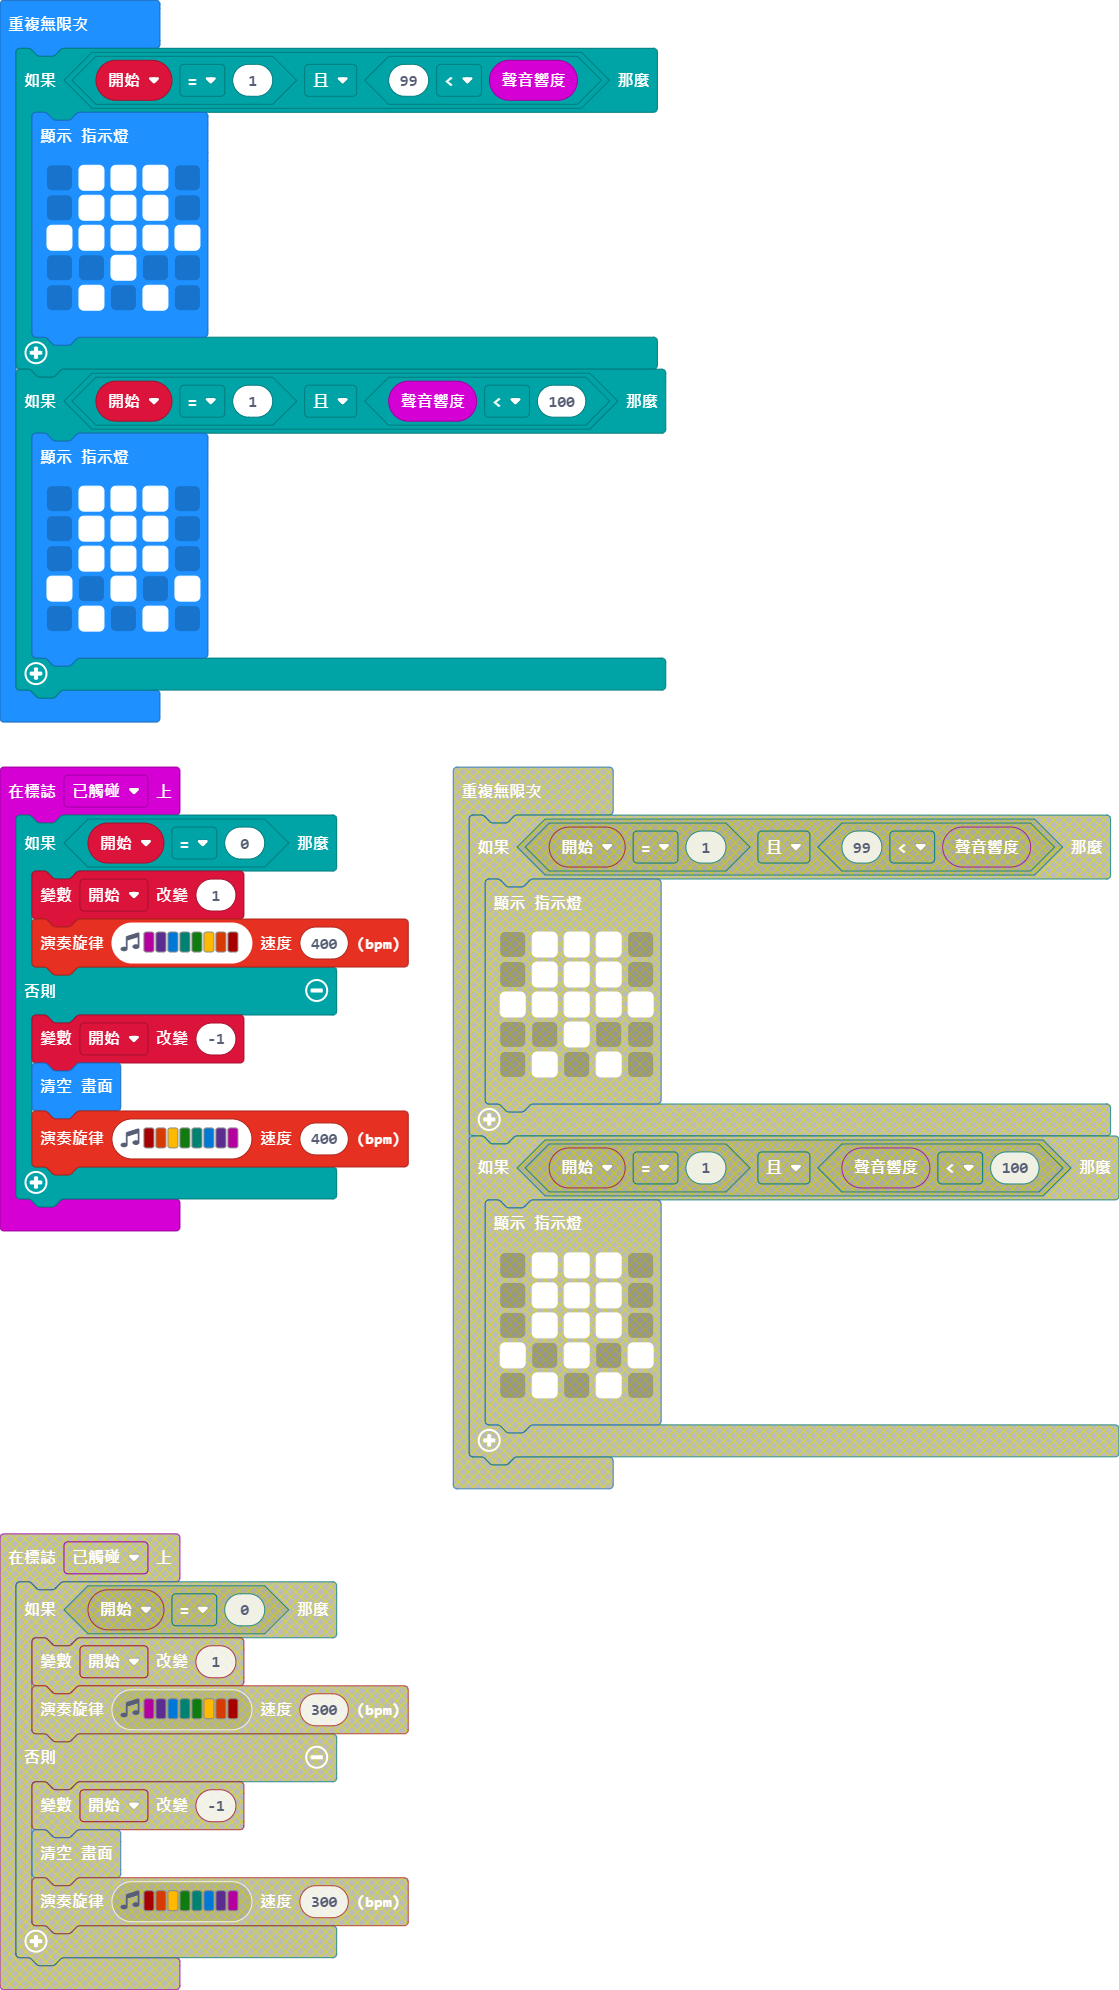 重複無限次
如果 開始 = 1 且 99 < 聲音響度 那麼
顯示 指示燈
如果 開始 = 1 且 聲音響度 < 100 那麼
顯示 指示燈
在標誌 已觸碰 上
如果 開始 = 0 那麼
變數 開始 改變 1
演奏旋律 速度 400 (bpm)
否則
變數 開始 改變 -1
清空 畫面
演奏旋律 速度 400 (bpm)
重複無限次
如果 開始 = 1 且 99 < 聲音響度 那麼
顯示 指示燈
如果 開始 = 1 且 聲音響度 < 100 那麼
顯示 指示燈
在標誌 已觸碰 上
如果 開始 = 0 那麼
變數 開始 改變 1
演奏旋律 速度 300 (bpm)
否則
變數 開始 改變 -1
清空 畫面
演奏旋律 速度 300 (bpm)